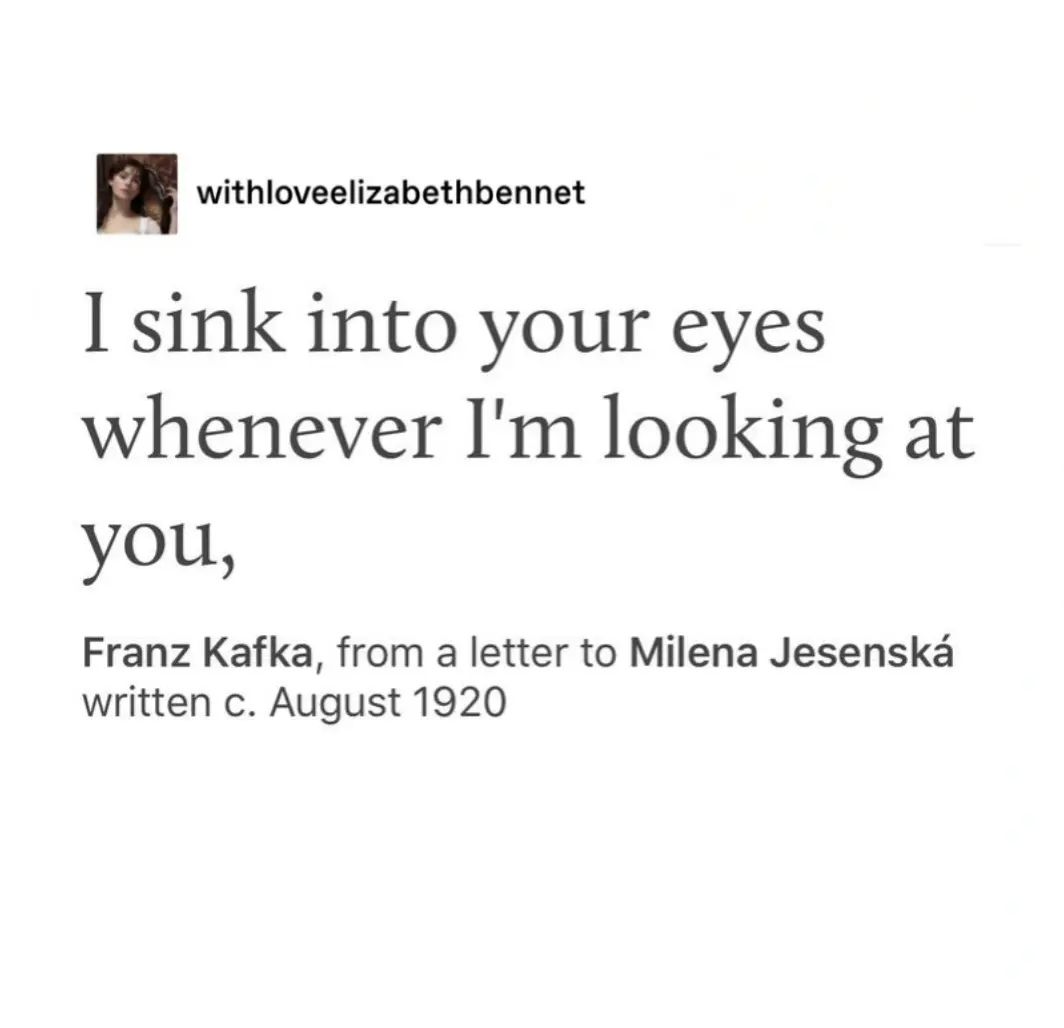 withloveelizabethbennet
I sink into your eyes
whenever I'm looking at
you,
Franz Kafka, from a letter to Milena Jesenská
written c. August 1920